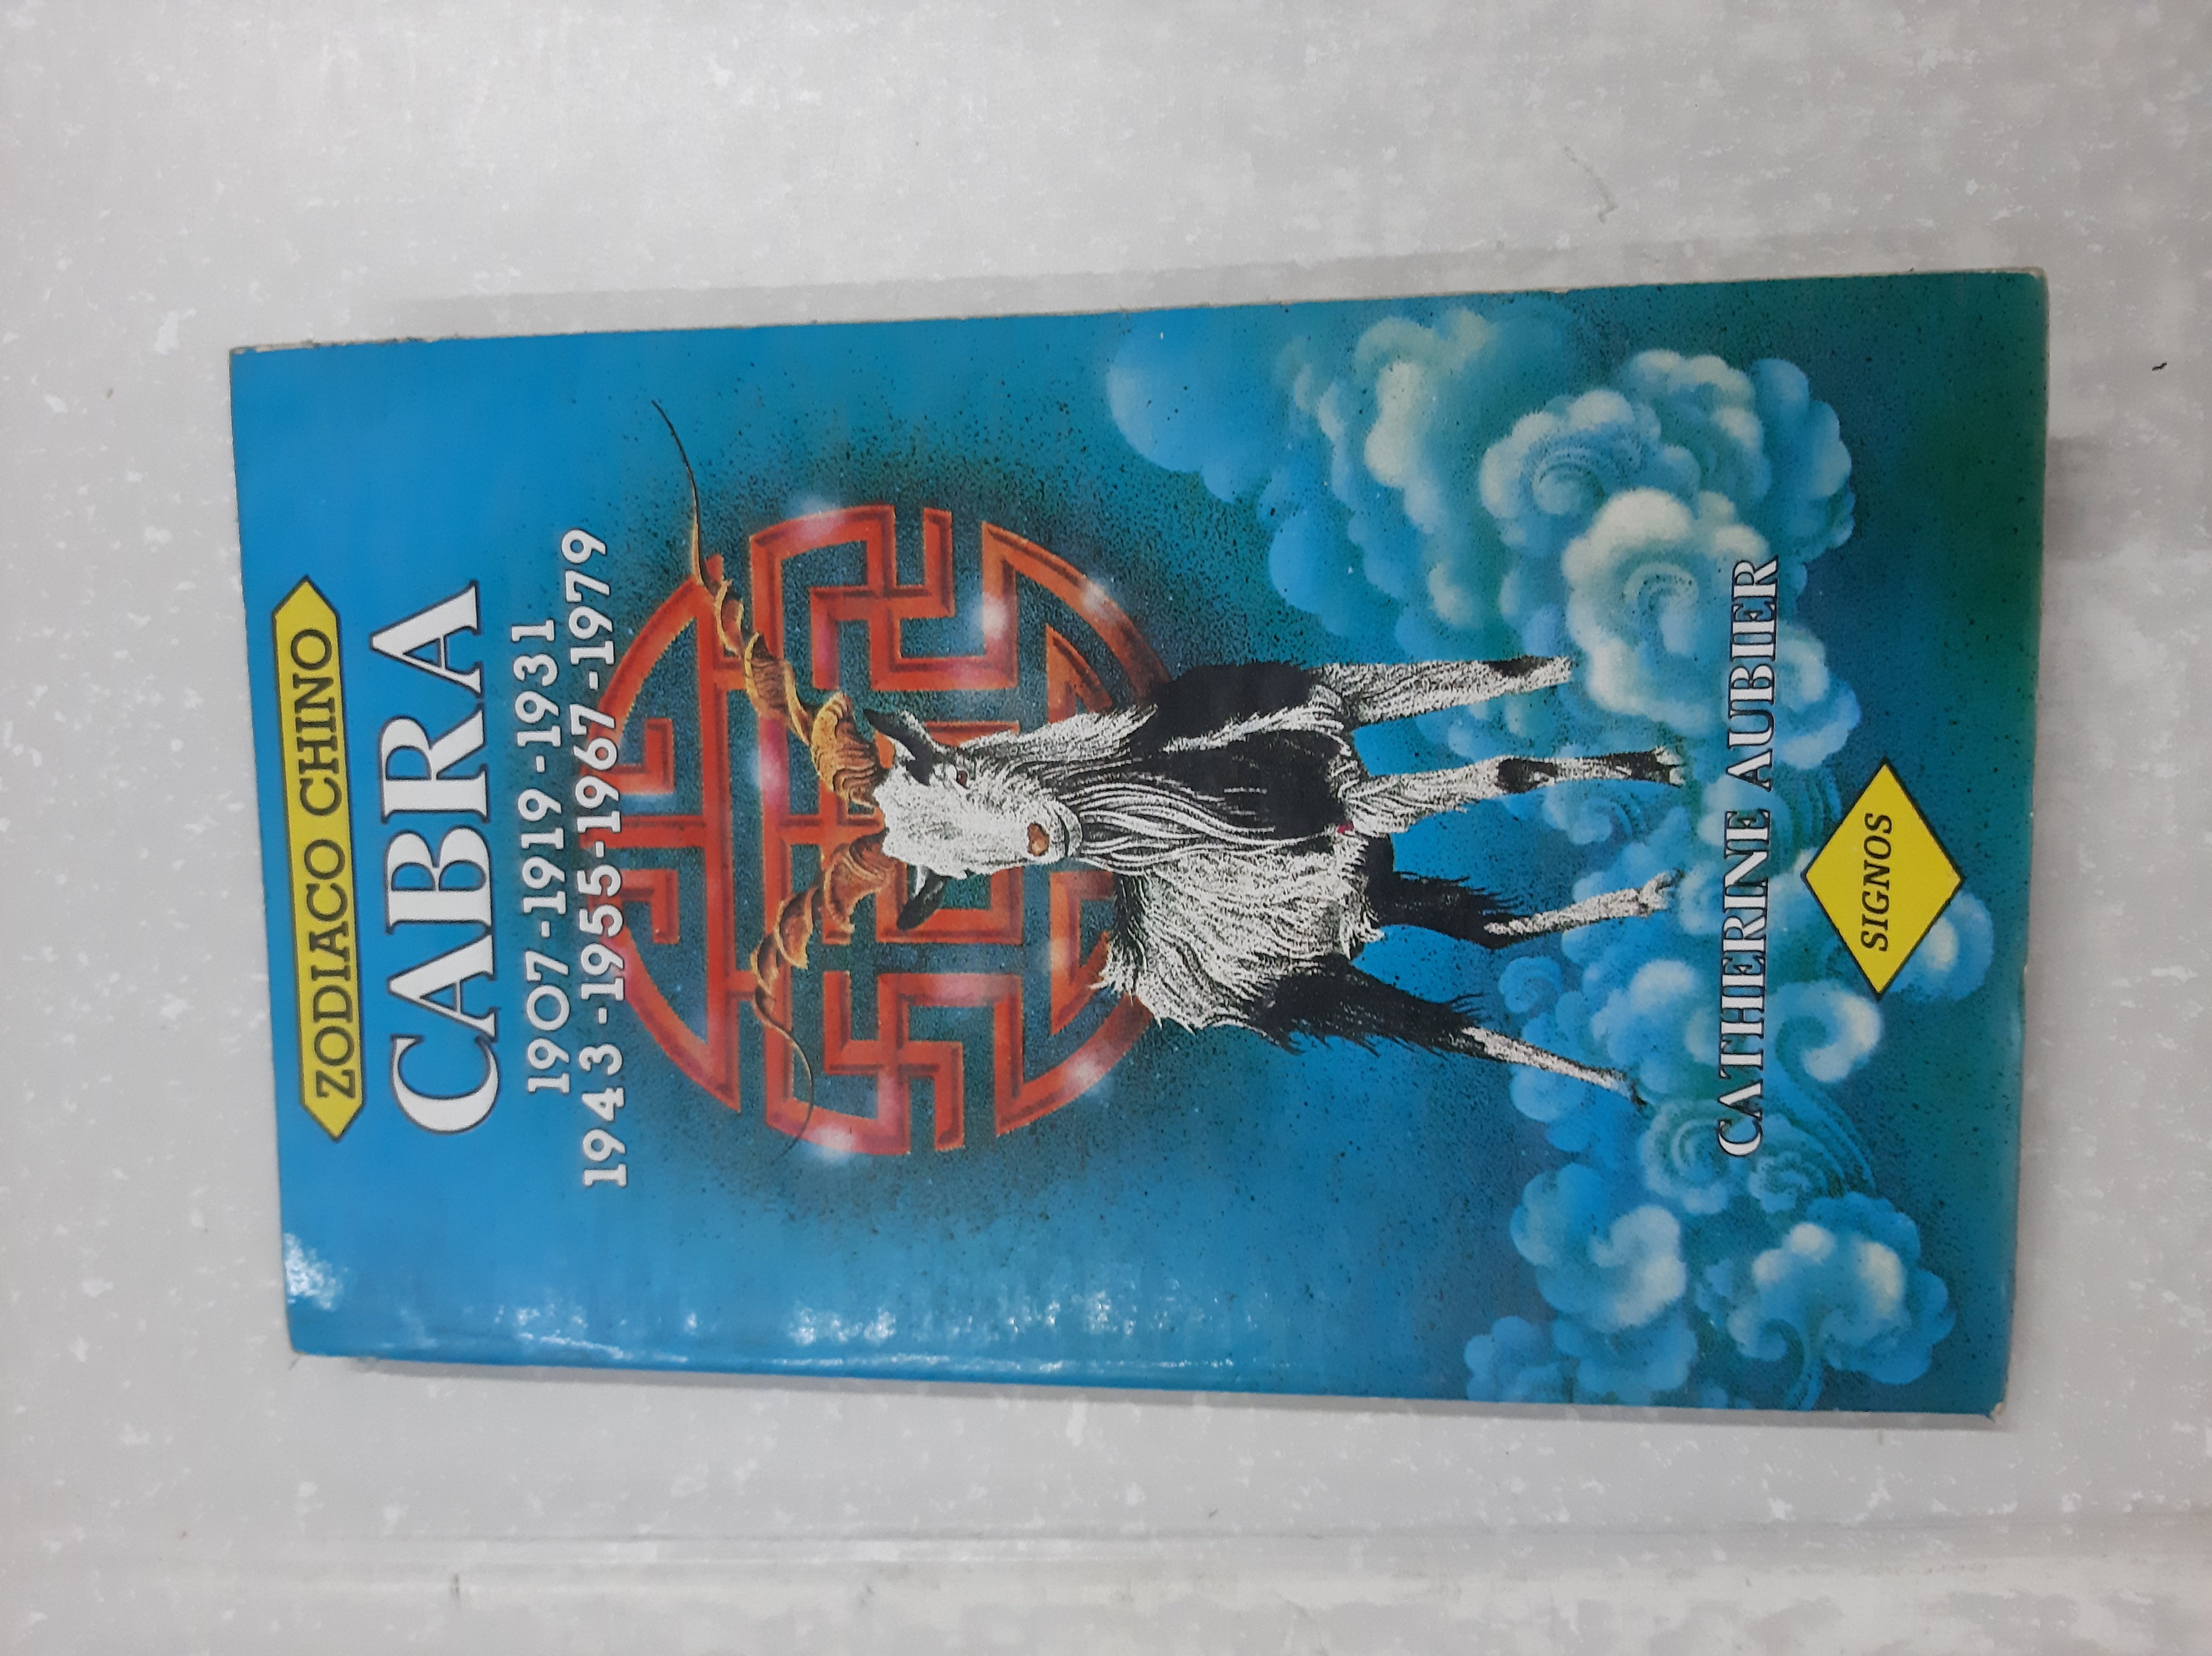 ZODIACO CHINO
CABRA
1907-1919-1931
1943-1955-1967-1979
CATHERINE AUBIER
SIGNOS